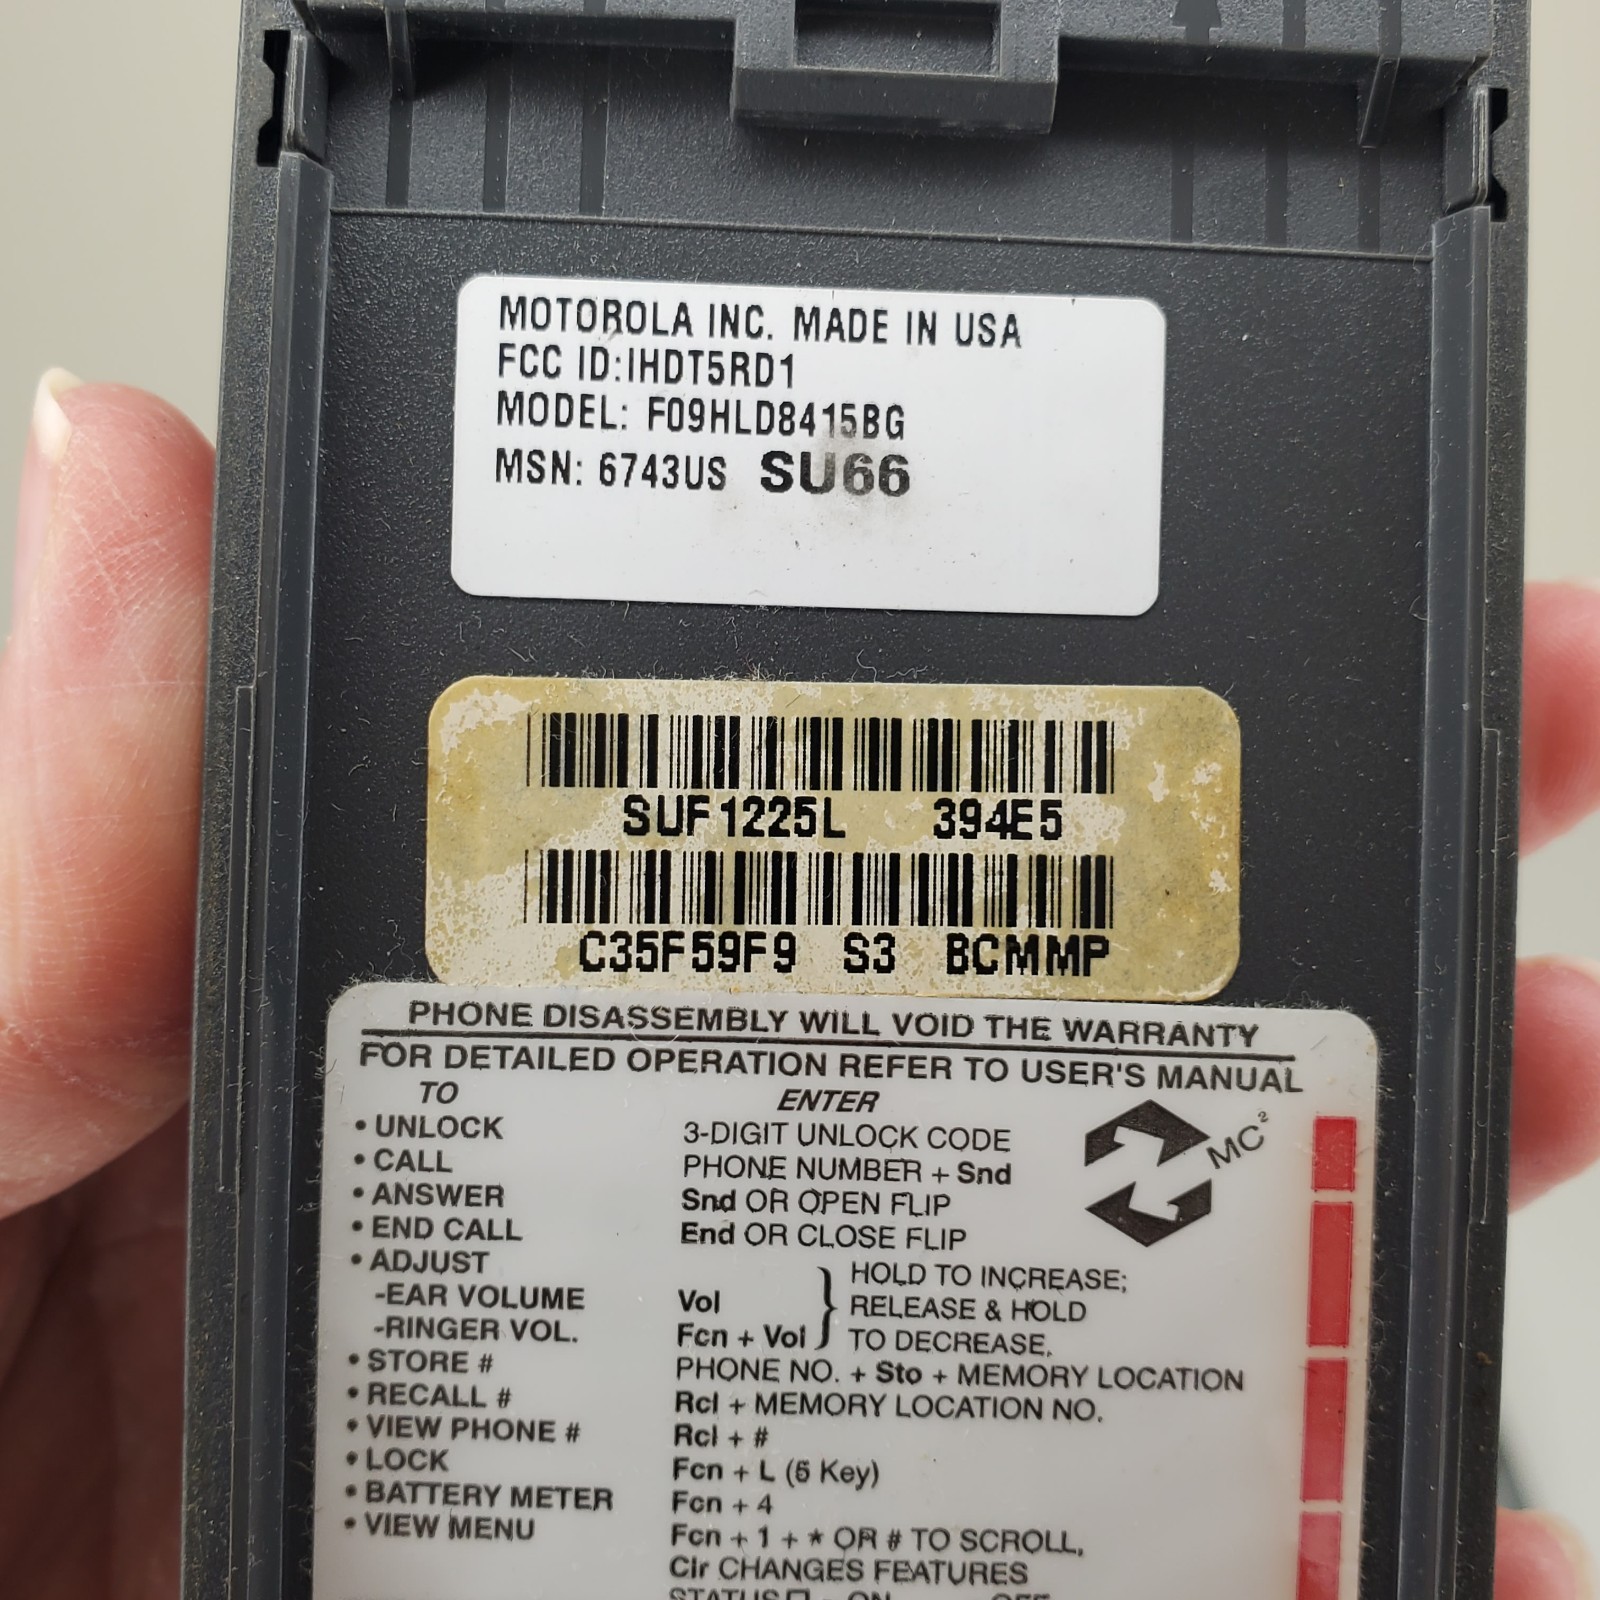 MOTOROLA INC. MADE IN USA
FCC ID:IHDT5RD1
MODEL: F09HLD8415BG
MSN: 6743US SU66
SUF1225L 394E5
C35F59F9 S3 BCMMP
PHONE DISASSEMBLY WILL VOID THE WARRANTY
FOR DETAILED OPERATION REFER TO USER'S MANUAL
TO ENTER
• UNLOCK 3-DIGIT UNLOCK CODE
• CALL PHONE NUMBER + Snd
• ANSWER Snd OR OPEN FLIP
• END CALL End OR CLOSE FLIP
MC²
• ADJUST HOLD TO INCREASE;
-EAR VOLUME Vol RELEASE & HOLD
-RINGER VOL. Fcn + Vol TO DECREASE.
• STORE # PHONE NO. + Sto + MEMORY LOCATION
• RECALL # Rcl + MEMORY LOCATION NO.
• VIEW PHONE # Rcl + #
• LOCK Fcn + L (5 Key)
• BATTERY METER Fcn + 4
• VIEW MENU Fcn + 1 + * OR # TO SCROLL,
Clr CHANGES FEATURES
STATUS ON OFF